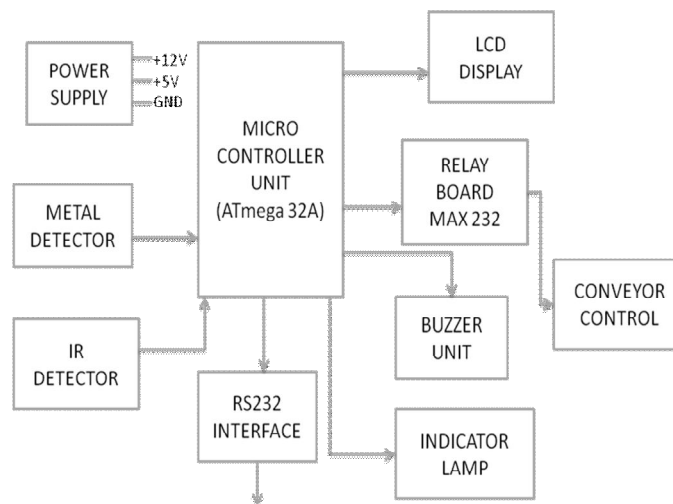 POWER
SUPPLY
+12V
+5V
GND
MICRO
CONTROLLER
UNIT
(ATmega 32A)
LCD
DISPLAY
METAL
DETECTOR
RELAY
BOARD
MAX 232
IR
DETECTOR
BUZZER
UNIT
CONVEYOR
CONTROL
RS232
INTERFACE
INDICATOR
LAMP